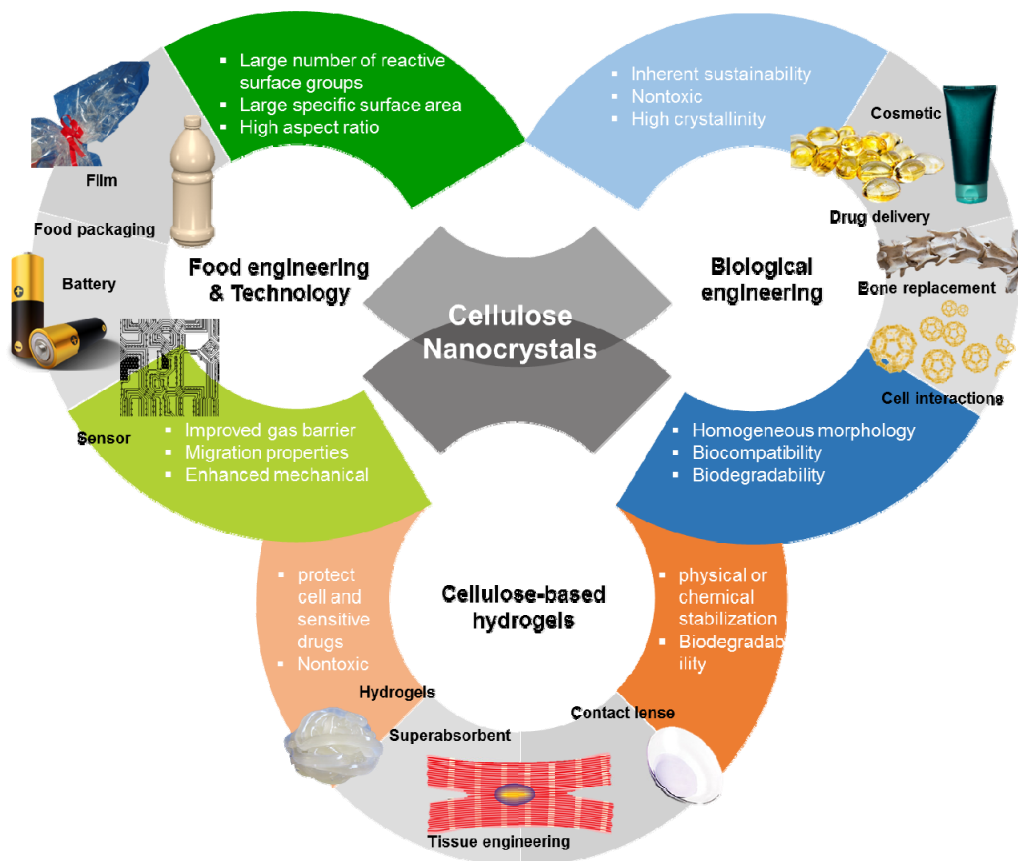 Large number of reactive
surface groups
Large specific surface area
High aspect ratio
Inherent sustainability
Nontoxic
High crystallinity
Film
Food packaging
Battery
Sensor
Food engineering
& Technology
Cellulose
Nanocrystals
Biological
engineering
Cosmetic
Drug delivery
Bone replacement
Cell interactions
Improved gas barrier
Migration properties
Enhanced mechanical
Homogeneous morphology
Biocompatibility
Biodegradability
protect
cell and
sensitive
drugs
Nontoxic
Cellulose-based
hydrogels
physical or
chemical
stabilization
Biodegradab
ility
Hydrogels
Superabsorbent
Contact lense
Tissue engineering